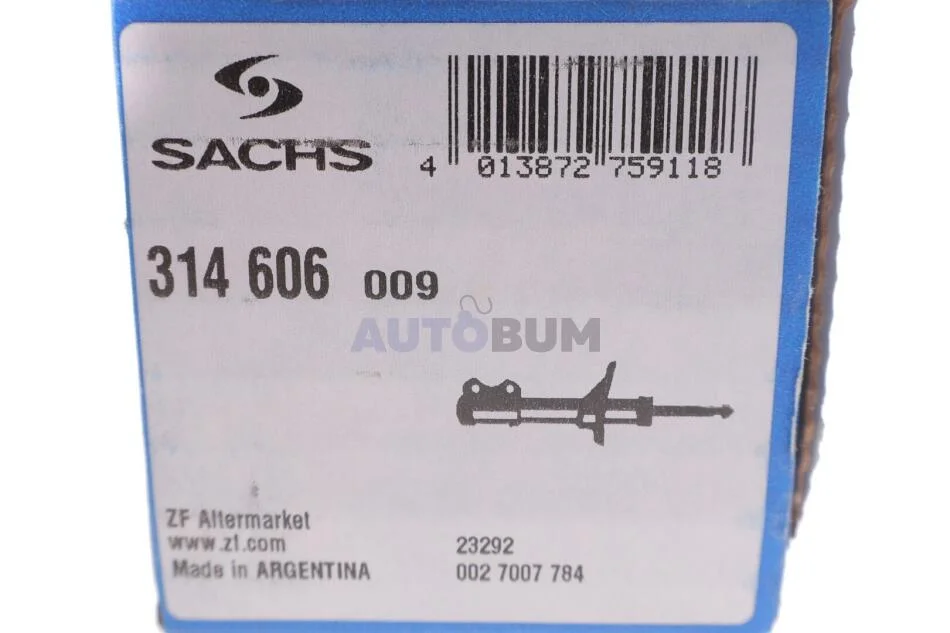 SACHS
4 013872 759118
314 606 009
AUTOBUM
ZF Aftermarket
www.zf.com
Made in ARGENTINA
23292
002 7007 784